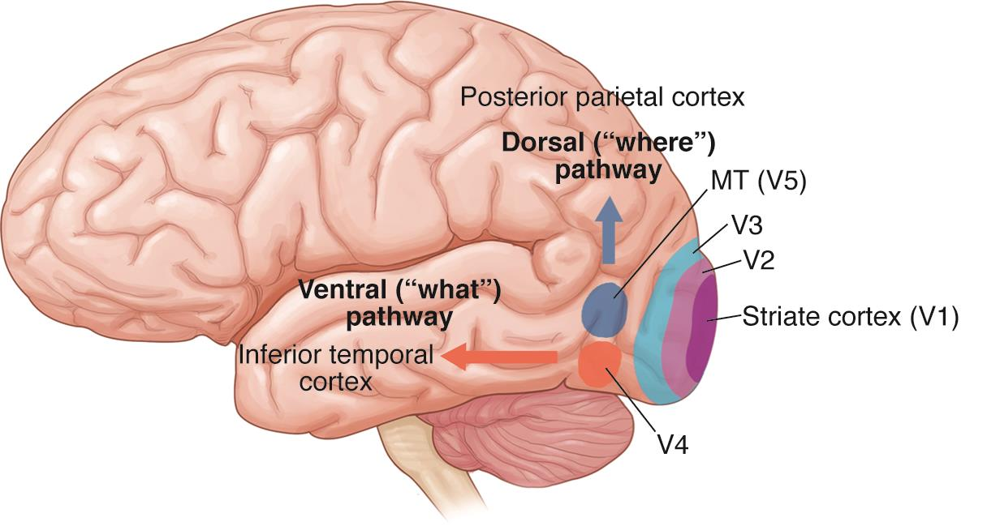 Posterior parietal cortex
Dorsal (“where”)
pathway
MT (V5)
V3
V2
Ventral (“what”)
pathway
Striate cortex (V1)
Inferior temporal
cortex
V4